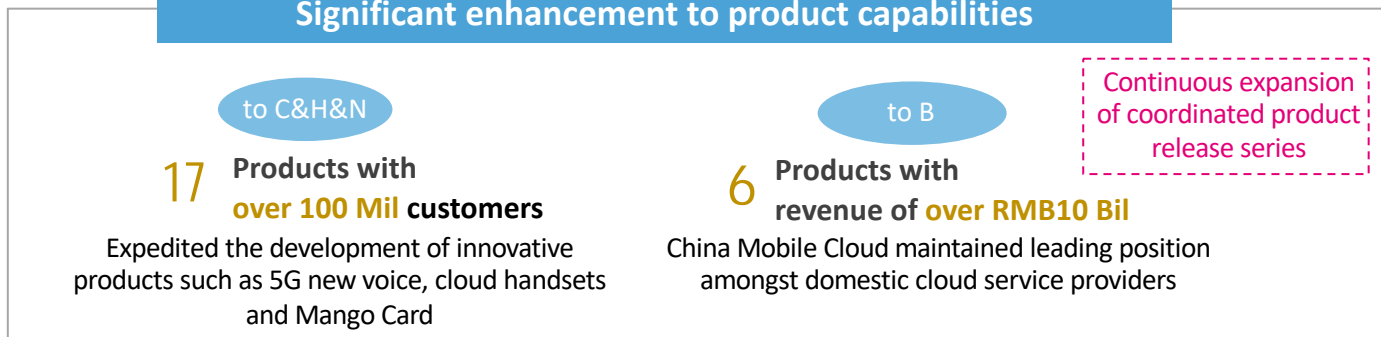 Significant enhancement to product capabilities
to C&H&N
17
Products with
over 100 Mil customers
Expedited the development of innovative
products such as 5G new voice, cloud handsets
and Mango Card
to B
6
Products with
revenue of over RMB10 Bil
China Mobile Cloud maintained leading position
amongst domestic cloud service providers
Continuous expansion
of coordinated product
release series